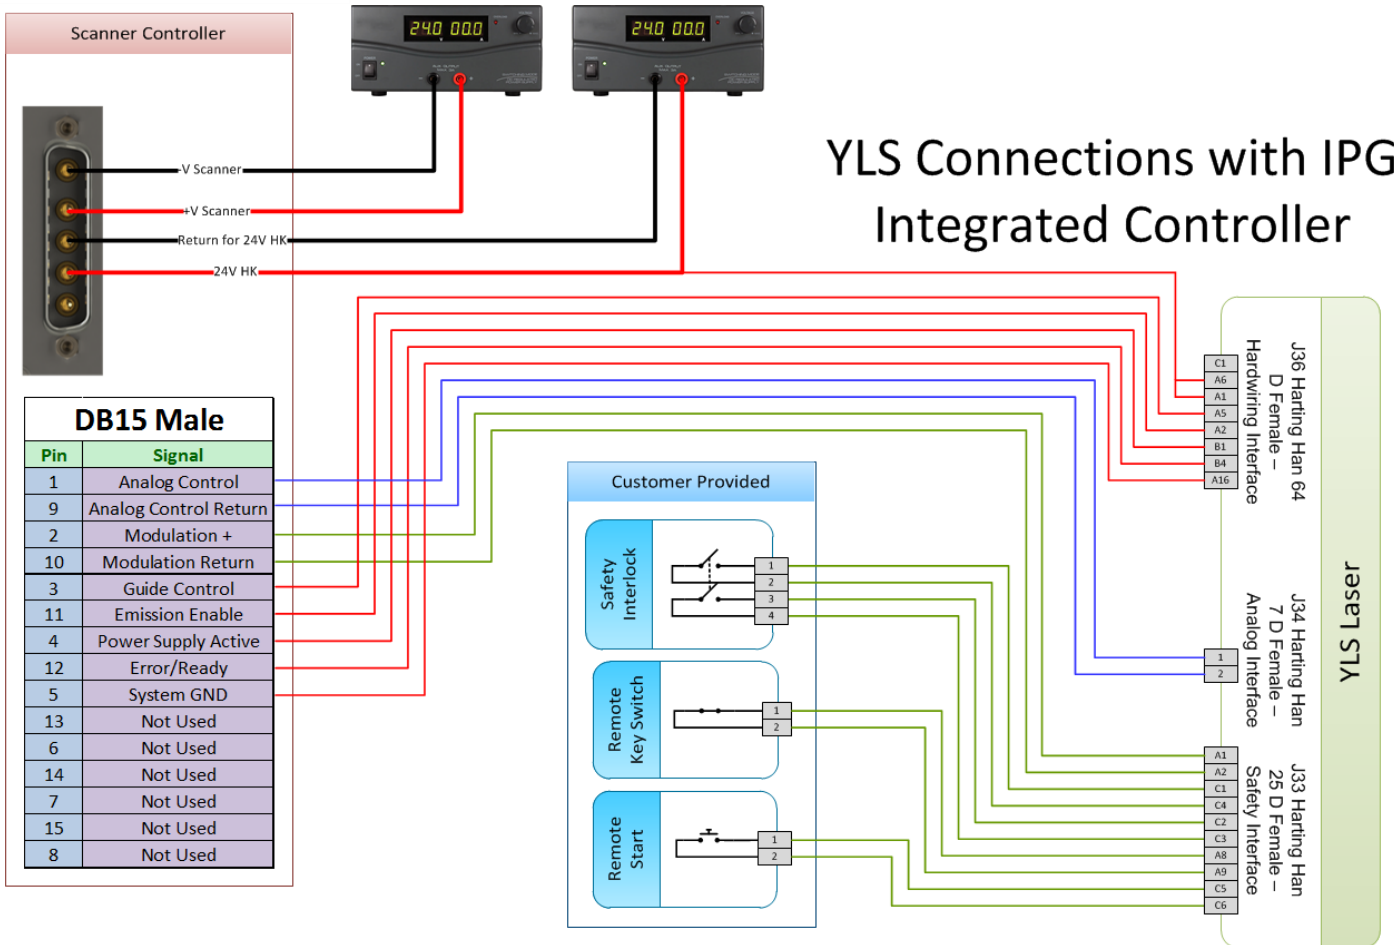 Scanner Controller
24.0 00.0
24.0 00.0
YLS Connections with IPG
Integrated Controller
-V Scanner
+V Scanner
Return for 24V HK
24V HK
DB15 Male
Pin Signal
1 Analog Control
9 Analog Control Return
2 Modulation +
10 Modulation Return
3 Guide Control
11 Emission Enable
4 Power Supply Active
12 Error/Ready
5 System GND
13 Not Used
6 Not Used
14 Not Used
7 Not Used
15 Not Used
8 Not Used
Customer Provided
Safety
Interlock
1
2
3
4
Remote
Key Switch
1
2
Remote
Start
1
2
C1
A6
A1
A5
A2
B1
B4
A16
J36 Harting Han 64
D Female –
Hardwiring Interface
1
2
J34 Harting Han
7 D Female –
Analog Interface
A1
A2
C1
C4
C2
C3
A8
A9
C5
C6
J33 Harting Han
25 D Female –
Safety Interface
YLS Laser